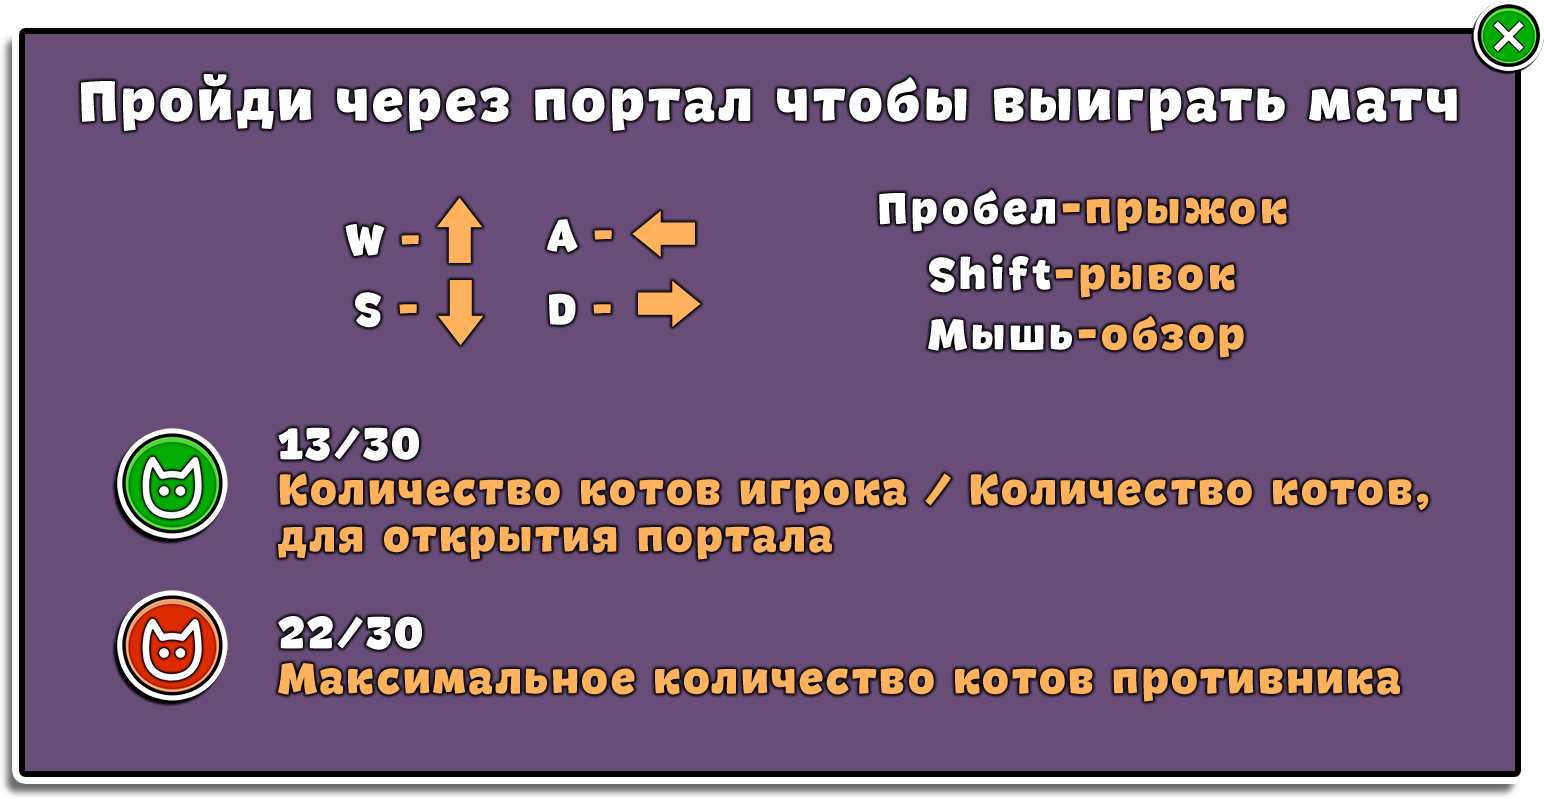 Пройди через портал чтобы выиграть матч
W - A -
S - D -
Пробел-прыжок
Shift-рывок
Мышь-обзор
13/30
Количество котов игрока / Количество котов,
для открытия портала
22/30
Максимальное количество котов противника